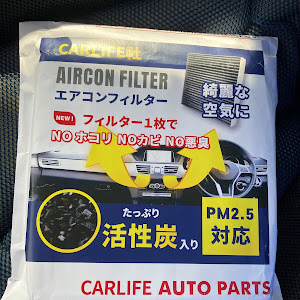 CARLIFE社
AIRCON FILTER
エアコンフィルター
綺麗な
空気に
NEW!
フィルター1枚で
NO ホコリ NOカビ NO悪臭
たっぷり
活性炭入り
PM2.5
対応
CARLIFE AUTO PARTS